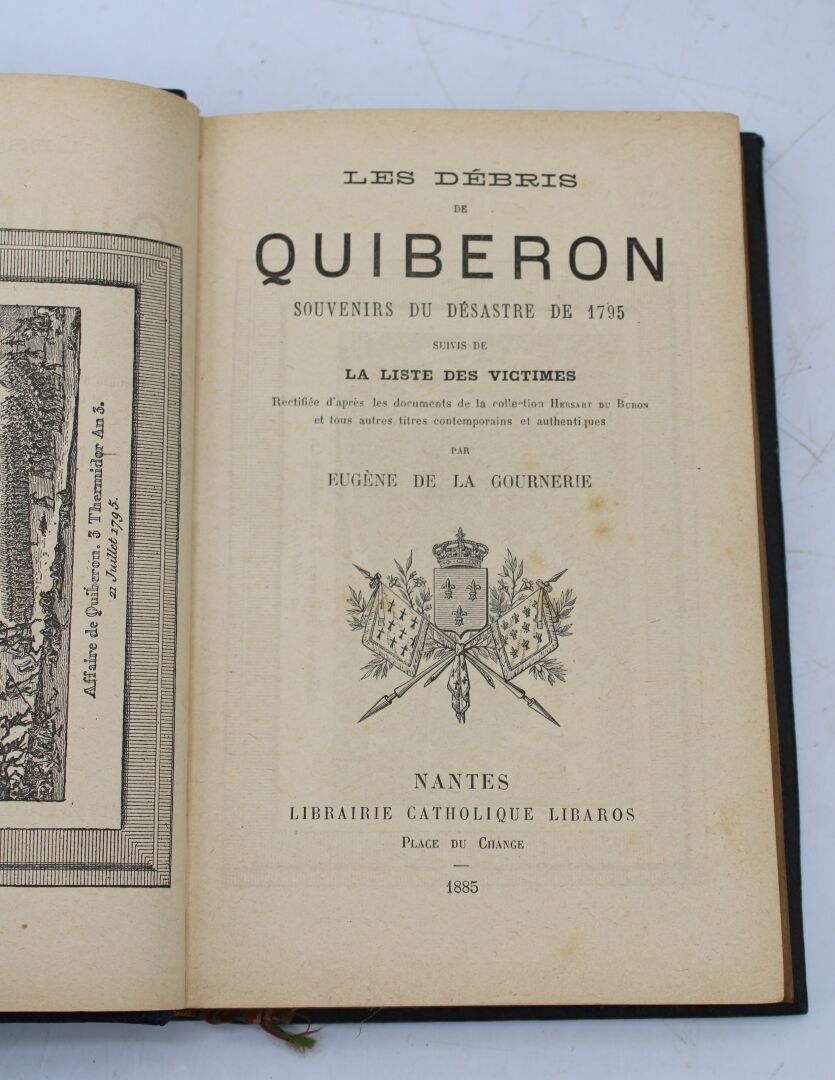 Affaire de Quiberon. 3 Thermidor An 3.
21 Juillet 1795.
LES DÉBRIS
DE
QUIBERON
SOUVENIRS DU DÉSASTRE DE 1795
SUIVIS DE
LA LISTE DES VICTIMES
Rectifiée d'après les documents de la collection HERSART DU BURON
et tous autres titres contemporains et authentiques
PAR
EUGÈNE DE LA GOURNERIE
NANTES
LIBRAIRIE CATHOLIQUE LIBAROS
PLACE DU CHANGE
1885